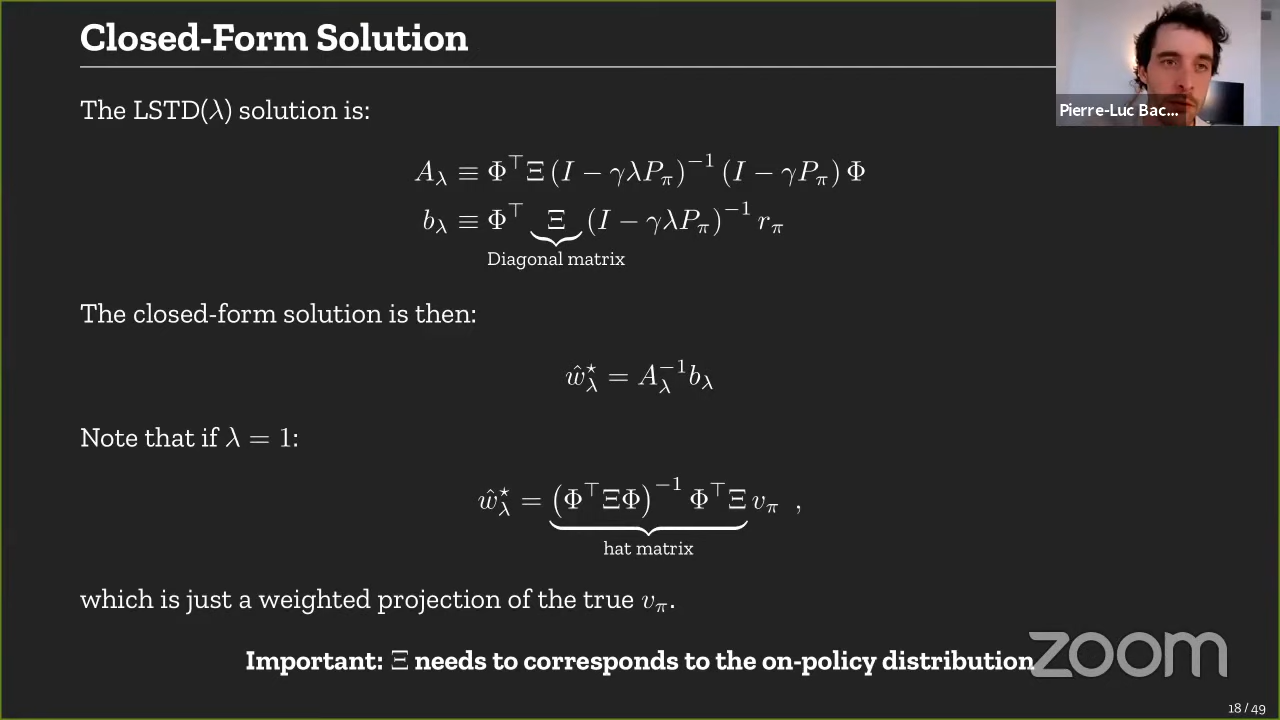 Closed-Form Solution
Pierre-Luc Bac...
The LSTD(λ) solution is:
A_λ ≡ Φ^⊤ Ξ (I − γλP_π)^{−1} (I − γP_π) Φ
b_λ ≡ Φ^⊤ Ξ (I − γλP_π)^{−1} r_π
Diagonal matrix
The closed-form solution is then:
ŵ^⋆_λ = A_λ^{−1} b_λ
Note that if λ = 1:
ŵ^⋆_λ = (Φ^⊤ΞΦ)^{−1} Φ^⊤Ξ v_π ,
hat matrix
which is just a weighted projection of the true v_π.
Important: Ξ needs to corresponds to the on-policy distribution
zoom
18 / 49